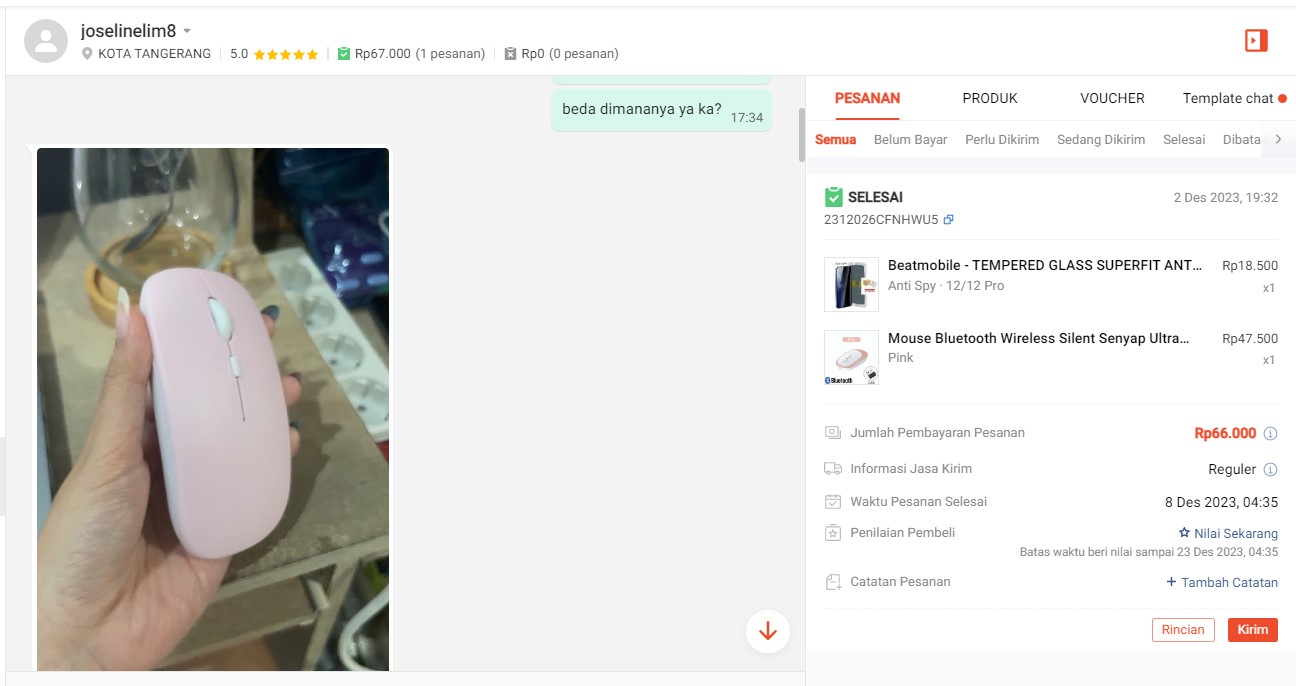 joselinelim8
KOTA TANGERANG 5.0 Rp67.000 (1 pesanan) Rp0 (0 pesanan)
beda dimananya ya ka?
17:34
PESANAN PRODUK VOUCHER Template chat
Semua Belum Bayar Perlu Dikirim Sedang Dikirim Selesai Dibata
SELESAI 2 Des 2023, 19:32
2312026CFNHWU5
Beatmobile - TEMPERED GLASS SUPERFIT ANT... Rp18.500
Anti Spy · 12/12 Pro x1
Mouse Bluetooth Wireless Silent Senyap Ultra... Rp47.500
Pink x1
Bluetooth
Jumlah Pembayaran Pesanan Rp66.000
Informasi Jasa Kirim Reguler
Waktu Pesanan Selesai 8 Des 2023, 04:35
Penilaian Pembeli Nilai Sekarang
Batas waktu beri nilai sampai 23 Des 2023, 04:35
Catatan Pesanan + Tambah Catatan
Rincian Kirim